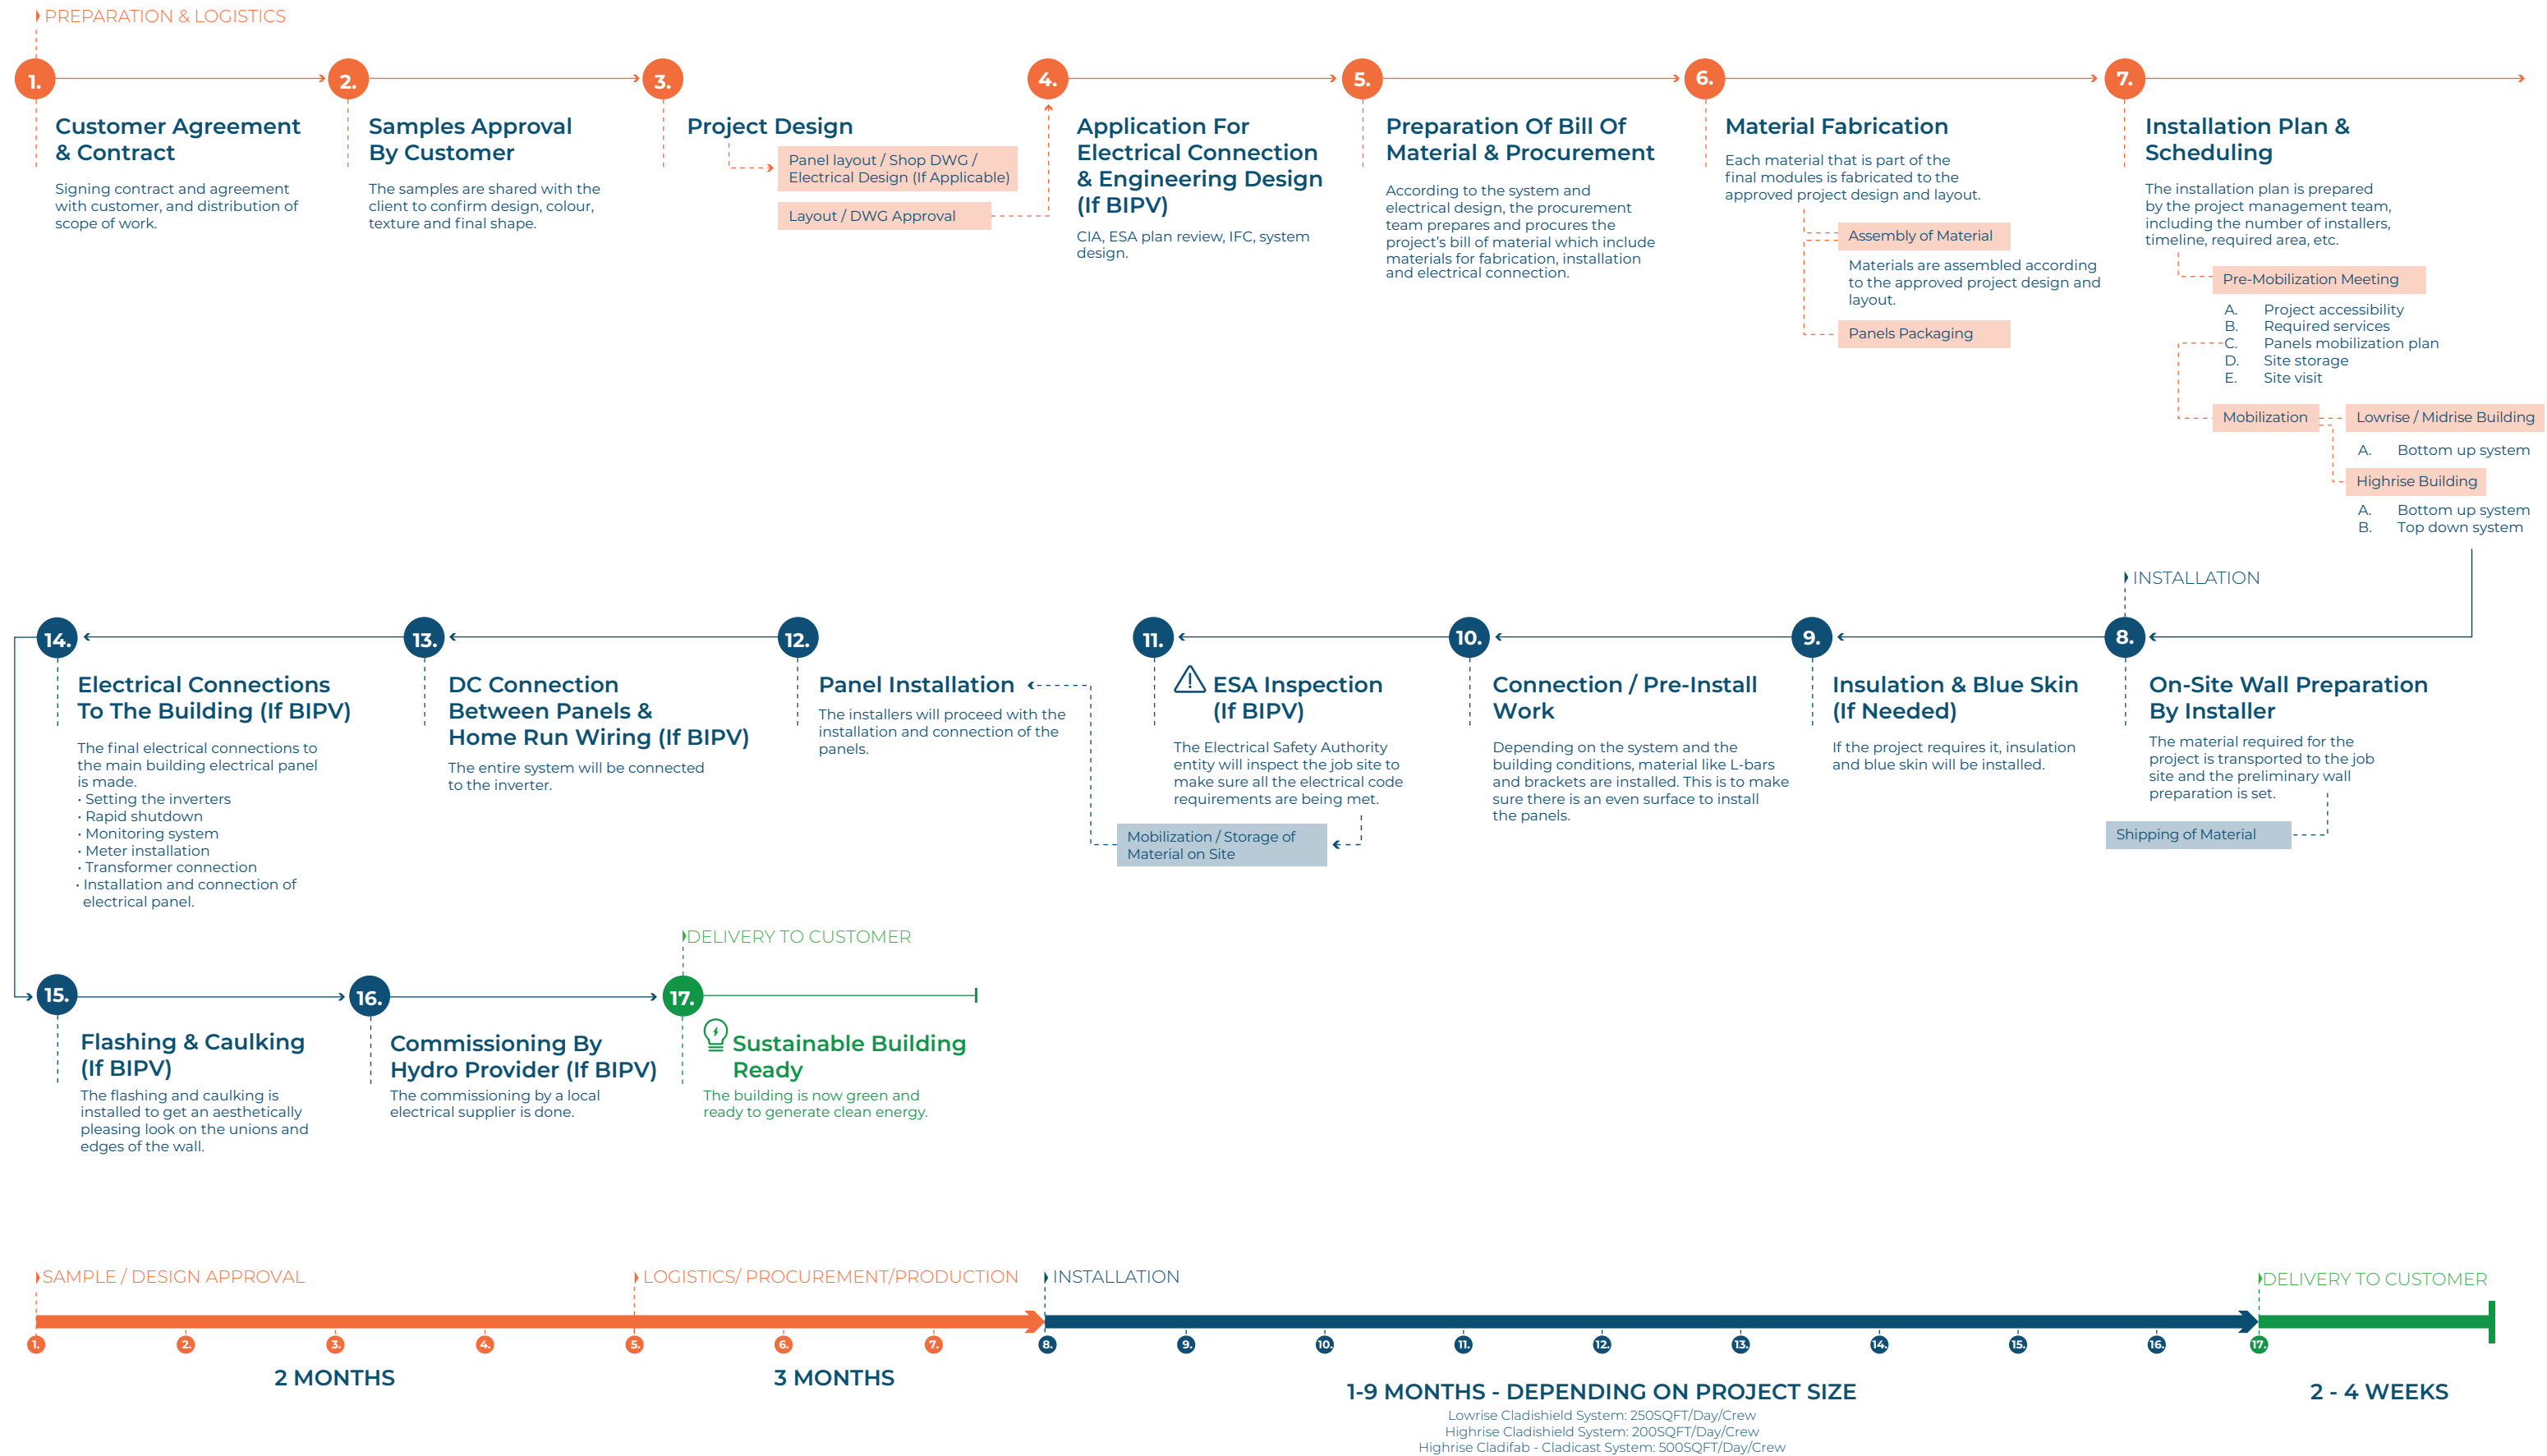 PREPARATION & LOGISTICS
1.
Customer Agreement
& Contract
Signing contract and agreement
with customer, and distribution of
scope of work.
2.
Samples Approval
By Customer
The samples are shared with the
client to confirm design, colour,
texture and final shape.
3.
Project Design
Panel layout / Shop DWG /
Electrical Design (If Applicable)
Layout / DWG Approval
4.
Application For
Electrical Connection
& Engineering Design
(If BIPV)
CIA, ESA plan review, IFC, system
design.
5.
Preparation Of Bill Of
Material & Procurement
According to the system and
electrical design, the procurement
team prepares and procures the
project's bill of material which include
materials for fabrication, installation
and electrical connection.
6.
Material Fabrication
Each material that is part of the
final modules is fabricated to the
approved project design and layout.
Assembly of Material
Materials are assembled according
to the approved project design and
layout.
Panels Packaging
7.
Installation Plan &
Scheduling
The installation plan is prepared
by the project management team,
including the number of installers,
timeline, required area, etc.
Pre-Mobilization Meeting
A. Project accessibility
B. Required services
C. Panels mobilization plan
D. Site storage
E. Site visit
Mobilization
Lowrise / Midrise Building
A. Bottom up system
Highrise Building
A. Bottom up system
B. Top down system
INSTALLATION
8.
On-Site Wall Preparation
By Installer
The material required for the
project is transported to the job
site and the preliminary wall
preparation is set.
Shipping of Material
9.
Insulation & Blue Skin
(If Needed)
If the project requires it, insulation
and blue skin will be installed.
10.
Connection / Pre-Install
Work
Depending on the system and the
building conditions, material like L-bars
and brackets are installed. This is to make
sure there is an even surface to install
the panels.
11.
ESA Inspection
(If BIPV)
The Electrical Safety Authority
entity will inspect the job site to
make sure all the electrical code
requirements are being met.
Mobilization / Storage of
Material on Site
12.
Panel Installation
The installers will proceed with the
installation and connection of the
panels.
13.
DC Connection
Between Panels &
Home Run Wiring (If BIPV)
The entire system will be connected
to the inverter.
14.
Electrical Connections
To The Building (If BIPV)
The final electrical connections to
the main building electrical panel
is made.
· Setting the inverters
· Rapid shutdown
· Monitoring system
· Meter installation
· Transformer connection
· Installation and connection of
electrical panel.
15.
Flashing & Caulking
(If BIPV)
The flashing and caulking is
installed to get an aesthetically
pleasing look on the unions and
edges of the wall.
16.
Commissioning By
Hydro Provider (If BIPV)
The commissioning by a local
electrical supplier is done.
DELIVERY TO CUSTOMER
17.
Sustainable Building
Ready
The building is now green and
ready to generate clean energy.
SAMPLE / DESIGN APPROVAL
LOGISTICS/ PROCUREMENT/PRODUCTION
INSTALLATION
DELIVERY TO CUSTOMER
1. 2. 3. 4. 5. 6. 7. 8. 9. 10. 11. 12. 13. 14. 15. 16. 17.
2 MONTHS
3 MONTHS
1-9 MONTHS - DEPENDING ON PROJECT SIZE
Lowrise Cladishield System: 250SQFT/Day/Crew
Highrise Cladishield System: 200SQFT/Day/Crew
Highrise Cladifab - Cladicast System: 500SQFT/Day/Crew
2 - 4 WEEKS